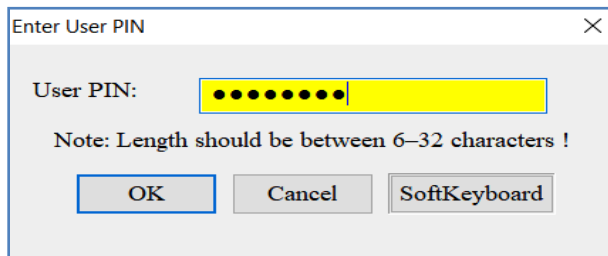 Enter User PIN
User PIN: ●●●●●●●●
Note: Length should be between 6–32 characters !
OK Cancel SoftKeyboard